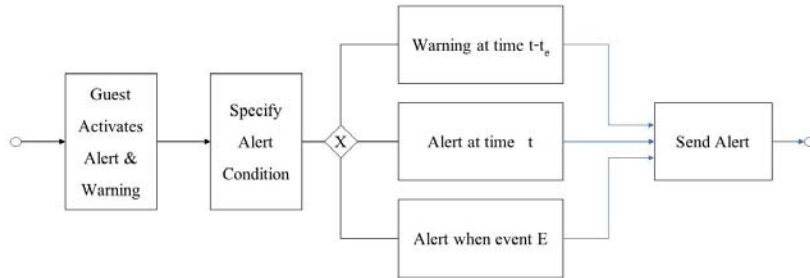 Guest
Activates
Alert &
Warning
Specify
Alert
Condition
X
Warning at time t-te
Alert at time t
Alert when event E
Send Alert